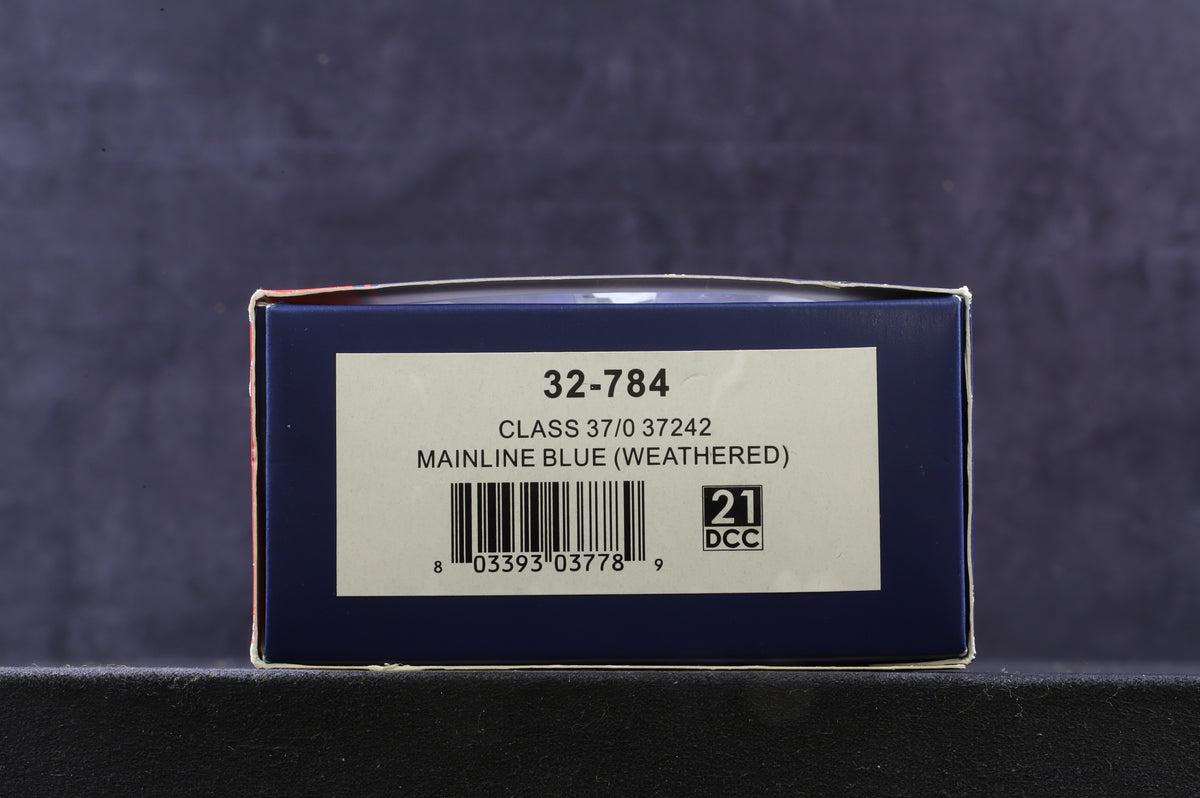 32-784
CLASS 37/0 37242
MAINLINE BLUE (WEATHERED)
21
DCC
8 03393 03778 9